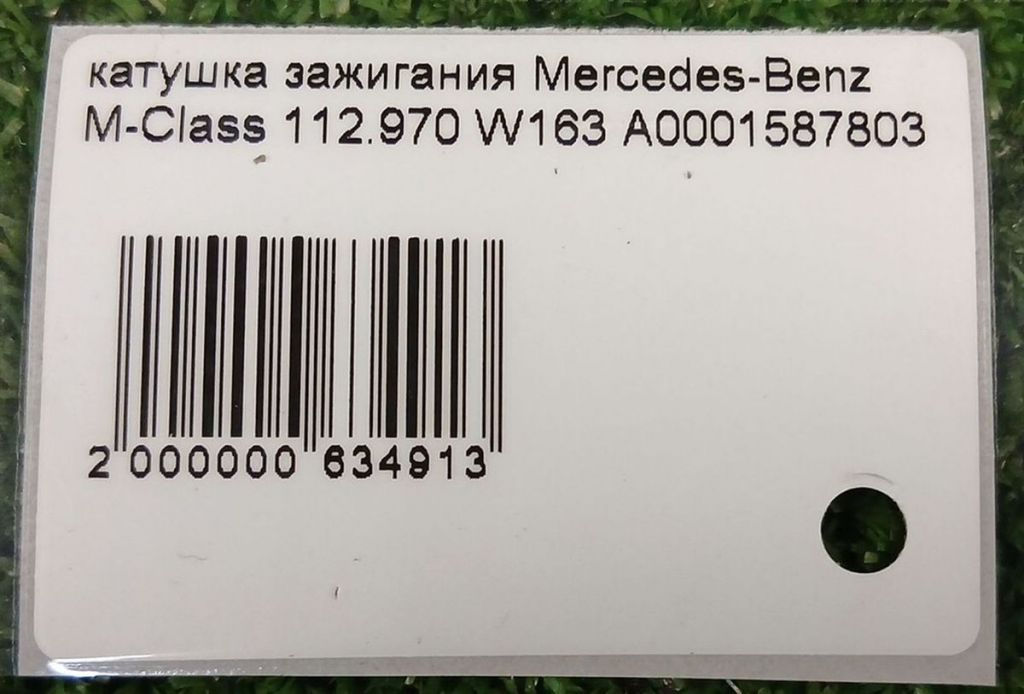 катушка зажигания Mercedes-Benz
M-Class 112.970 W163 A0001587803
2 000000 634913